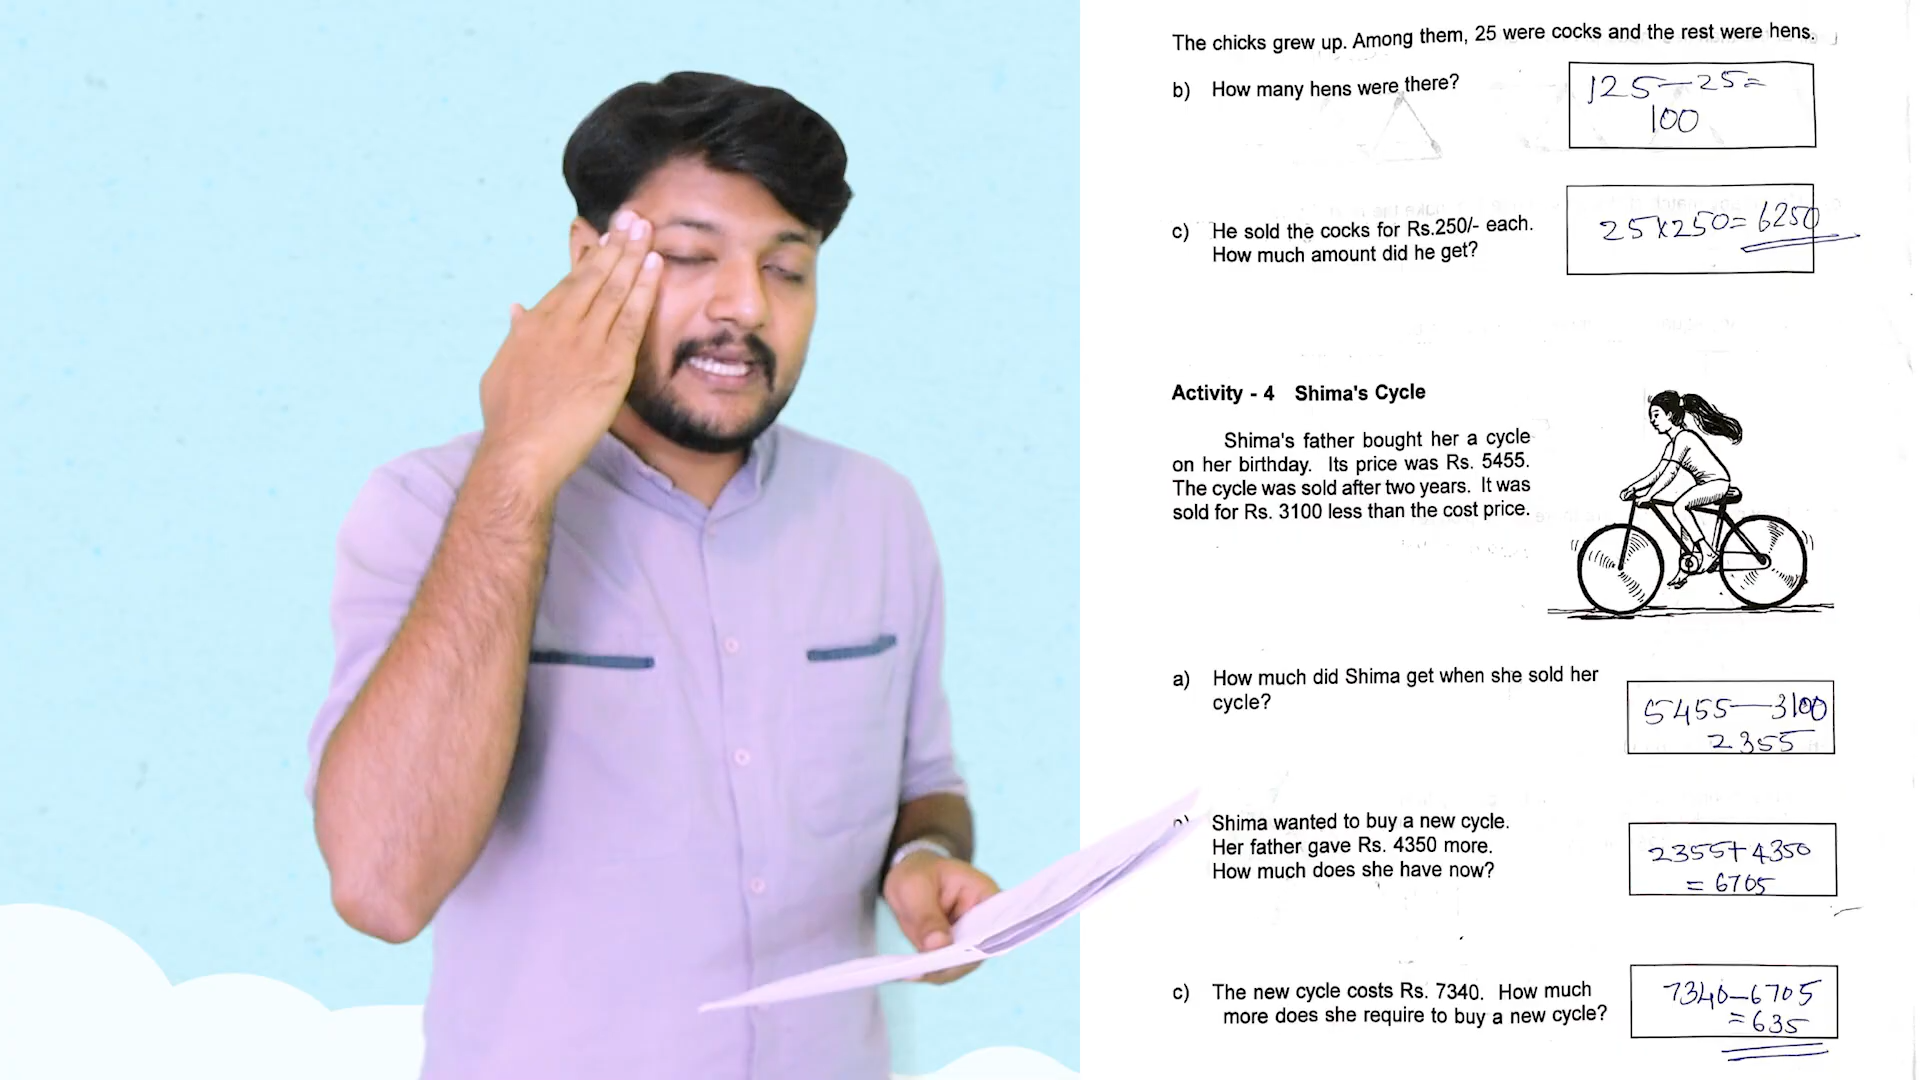 The chicks grew up. Among them, 25 were cocks and the rest were hens.
b) How many hens were there?
125-25=
100
c) He sold the cocks for Rs.250/- each.
How much amount did he get?
25x250=6250
Activity - 4 Shima's Cycle
Shima's father bought her a cycle
on her birthday. Its price was Rs. 5455.
The cycle was sold after two years. It was
sold for Rs. 3100 less than the cost price.
a) How much did Shima get when she sold her
cycle?
5455-3100
2355
Shima wanted to buy a new cycle.
Her father gave Rs. 4350 more.
How much does she have now?
2355+4350
= 6705
c) The new cycle costs Rs. 7340. How much
more does she require to buy a new cycle?
7340-6705
=635